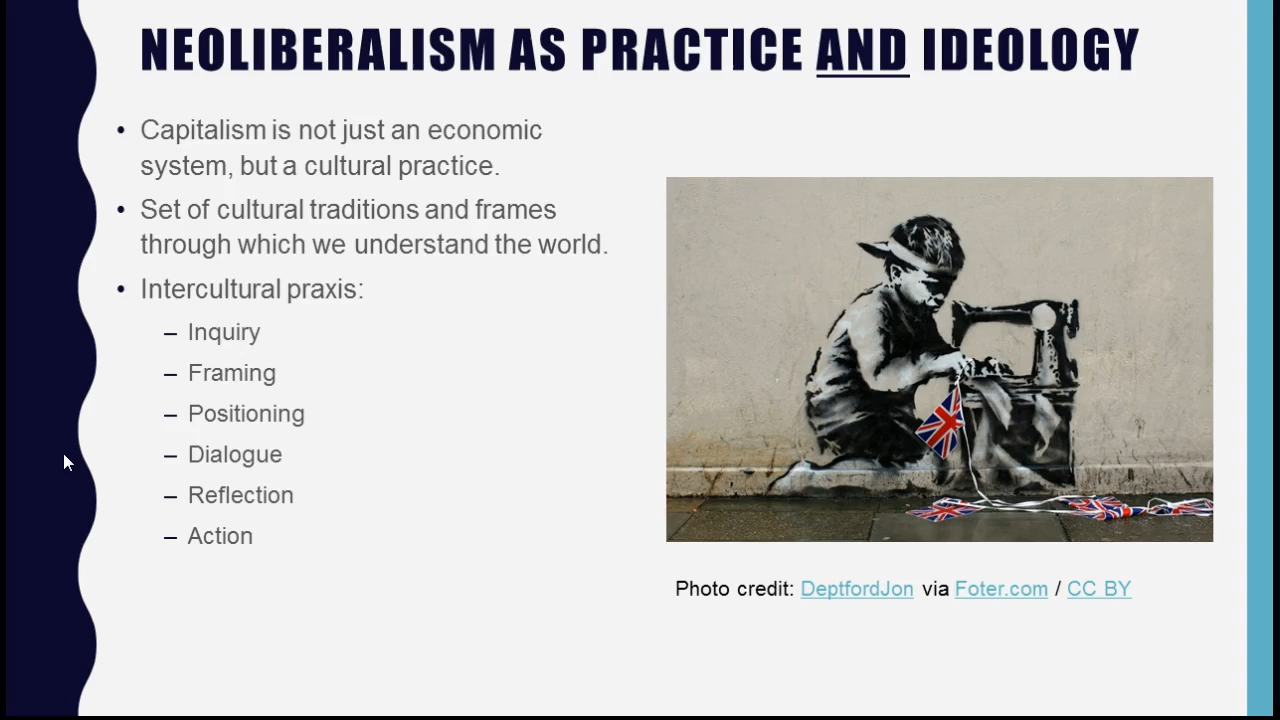 NEOLIBERALISM AS PRACTICE AND IDEOLOGY
• Capitalism is not just an economic
system, but a cultural practice.
• Set of cultural traditions and frames
through which we understand the world.
• Intercultural praxis:
– Inquiry
– Framing
– Positioning
– Dialogue
– Reflection
– Action
Photo credit: DeptfordJon via Foter.com / CC BY